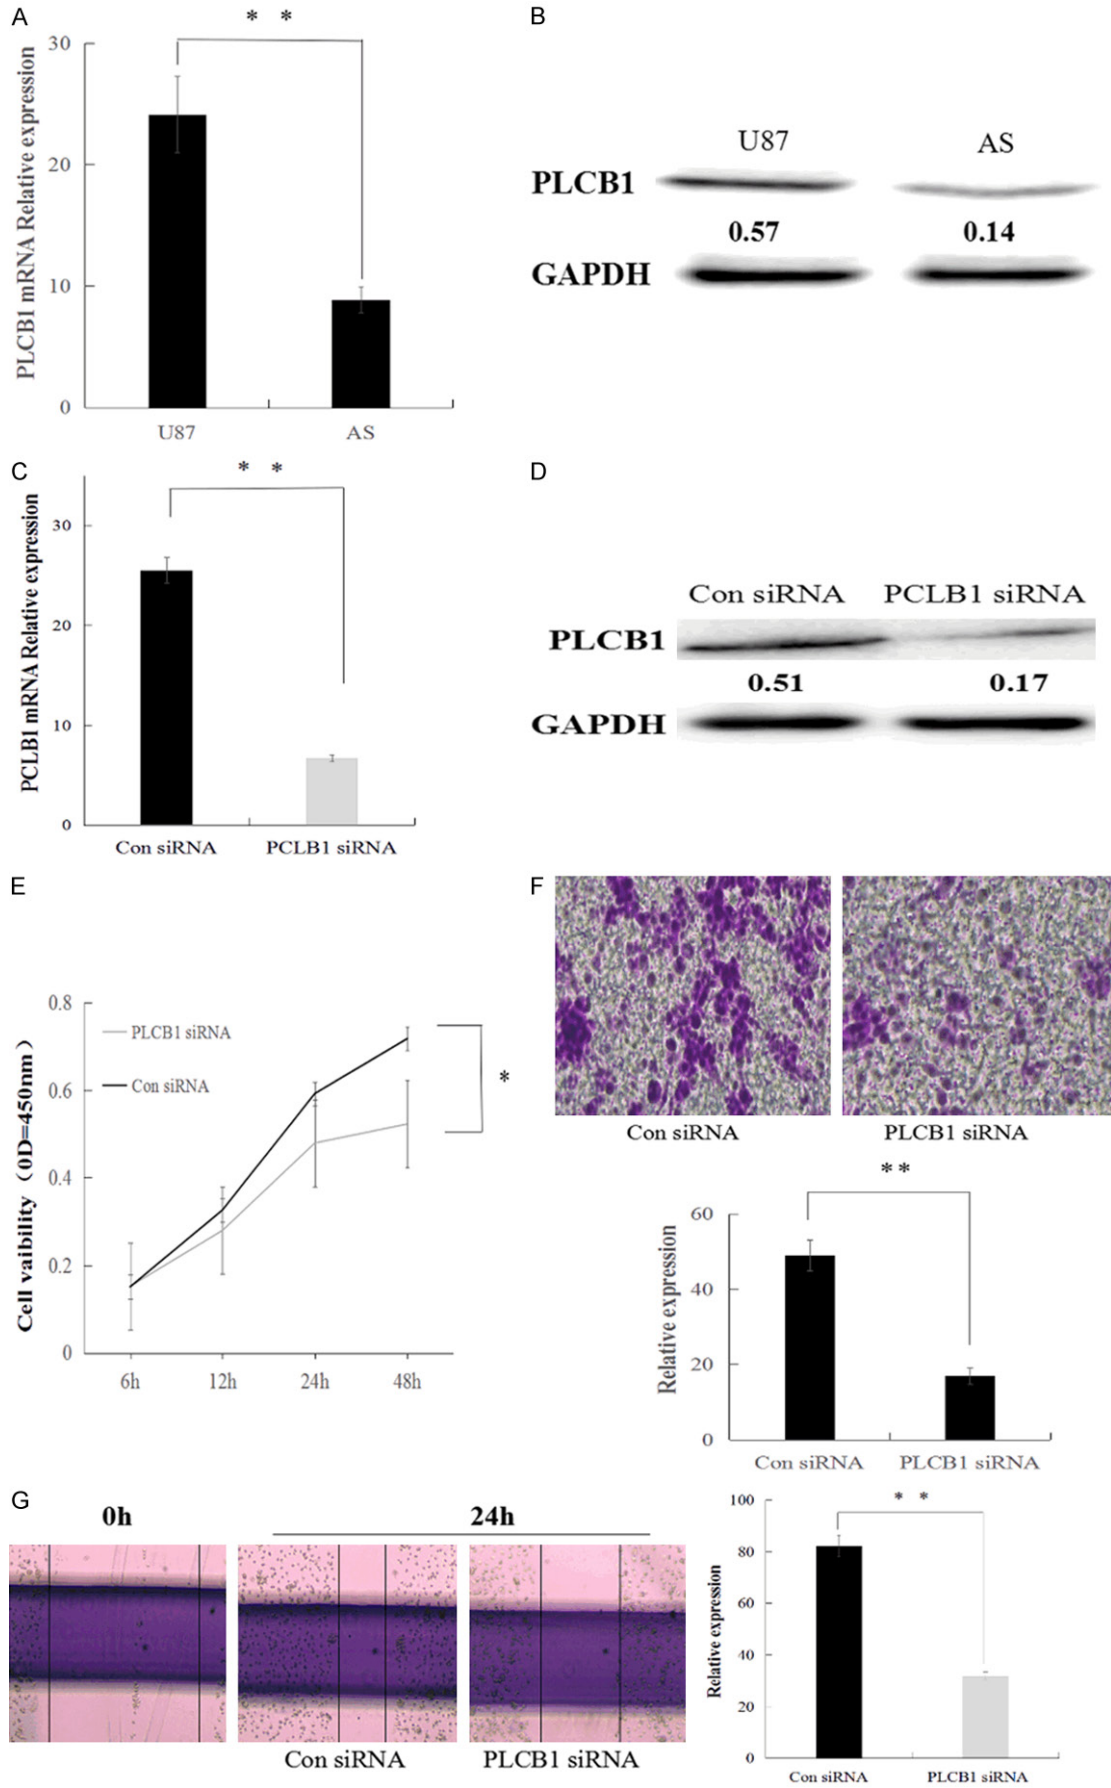 A
* *
PLCB1 mRNA Relative expression
30
20
10
0
U87
AS
B
U87 AS
PLCB1
0.57 0.14
GAPDH
C
* *
PCLB1 mRNA Relative expression
30
20
10
0
Con siRNA
PCLB1 siRNA
D
Con siRNA PCLB1 siRNA
PLCB1
0.51 0.17
GAPDH
E
Cell vaibility (0D=450nm)
0.8
0.6
0.4
0.2
0
PLCB1 siRNA
Con siRNA
*
6h 12h 24h 48h
F
Con siRNA PLCB1 siRNA
**
Relative expression
60
40
20
0
Con siRNA PLCB1 siRNA
G
0h 24h
Con siRNA PLCB1 siRNA
* *
Relative expression
100
80
60
40
20
0
Con siRNA PLCB1 siRNA